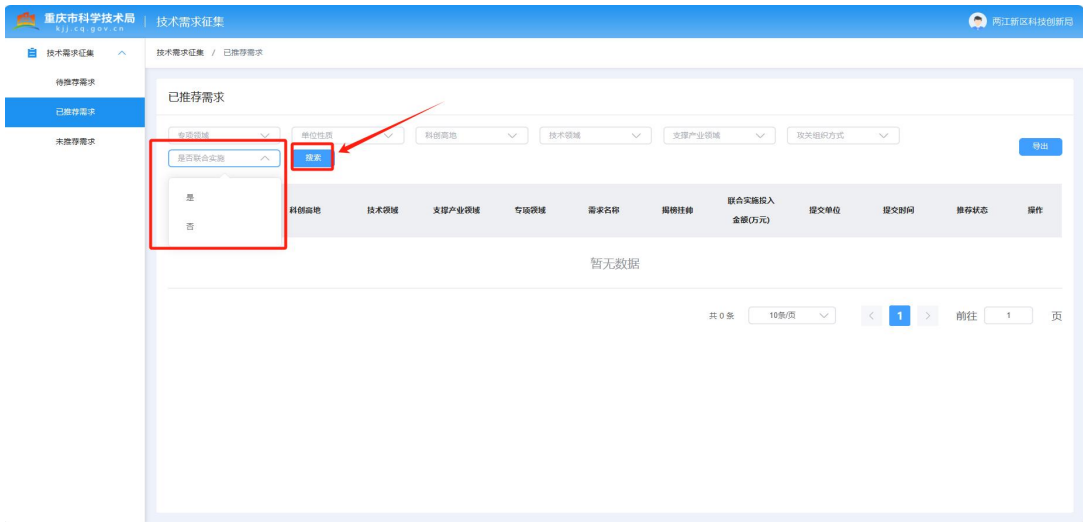 重庆市科学技术局 | 技术需求征集
kjj.cq.gov.cn
两江新区科技创新局
技术需求征集
待推荐需求
已推荐需求
未推荐需求
技术需求征集 / 已推荐需求
已推荐需求
专项领域 单位性质 科创高地 技术领域 支撑产业领域 攻关组织方式
是否联合实施 搜索 导出
是
否
科创高地 技术领域 支撑产业领域 专项领域 需求名称 揭榜挂帅 联合实施投入 提交单位 提交时间 推荐状态 操作
金额(万元)
暂无数据
共 0 条 10条/页 < 1 > 前往 1 页